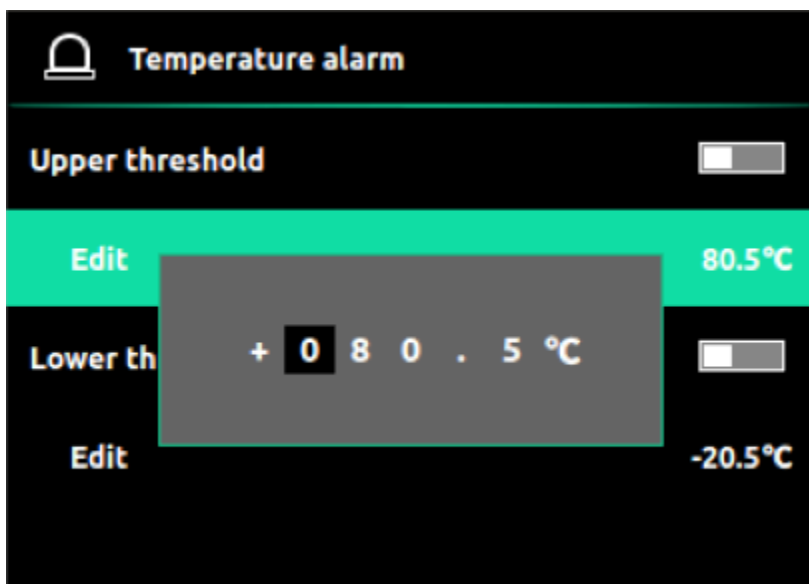 Temperature alarm
Upper threshold
Edit 80.5°C
+ 0 8 0 . 5 °C
Lower th
Edit -20.5°C